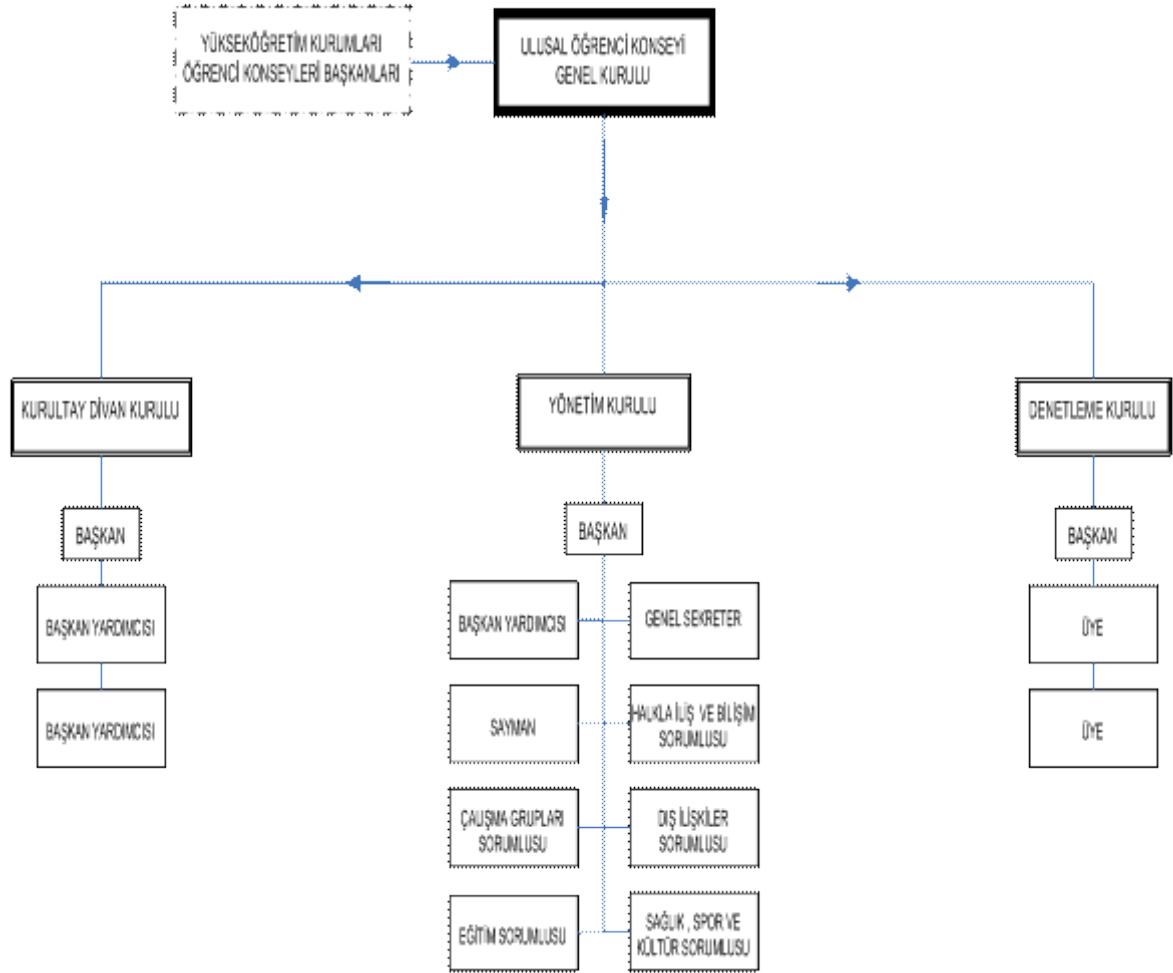 YÜKSEKÖĞRETİM KURUMLARI
ÖĞRENCİ KONSEYLERİ BAŞKANLARI
ULUSAL ÖĞRENCİ KONSEYİ
GENEL KURULU
KURULTAY DİVAN KURULU
BAŞKAN
BAŞKAN YARDIMCISI
BAŞKAN YARDIMCISI
YÖNETİM KURULU
BAŞKAN
BAŞKAN YARDIMCISI
GENEL SEKRETER
SAYMAN
HALKLA İLİŞ VE BİLİŞİM
SORUMLUSU
ÇALIŞMA GRUPLARI
SORUMLUSU
DIŞ İLİŞKİLER
SORUMLUSU
EĞİTİM SORUMLUSU
SAĞLIK , SPOR VE
KÜLTÜR SORUMLUSU
DENETLEME KURULU
BAŞKAN
ÜYE
ÜYE